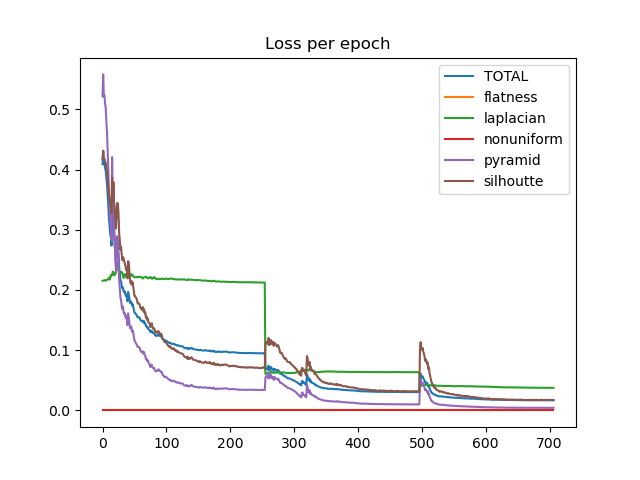 Loss per epoch
TOTAL
flatness
laplacian
nonuniform
pyramid
silhoutte
0.5
0.4
0.3
0.2
0.1
0.0
0 100 200 300 400 500 600 700